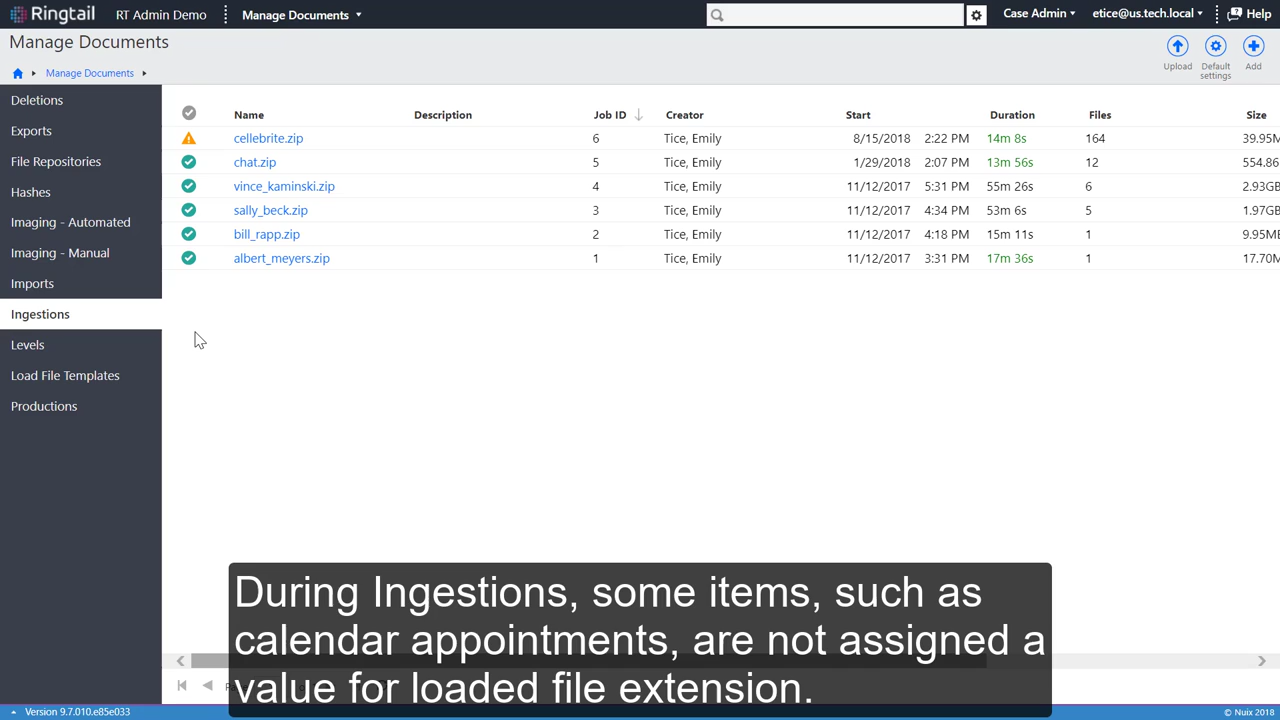 Ringtail RT Admin Demo Manage Documents Case Admin etice@us.tech.local Help
Manage Documents
Upload Default settings Add
Manage Documents
Deletions
Exports
File Repositories
Hashes
Imaging - Automated
Imaging - Manual
Imports
Ingestions
Levels
Load File Templates
Productions
Name Description Job ID Creator Start Duration Files Size
cellebrite.zip 6 Tice, Emily 8/15/2018 2:22 PM 14m 8s 164 39.95M
chat.zip 5 Tice, Emily 1/29/2018 2:07 PM 13m 56s 12 554.86
vince_kaminski.zip 4 Tice, Emily 11/12/2017 5:31 PM 55m 26s 6 2.93GB
sally_beck.zip 3 Tice, Emily 11/12/2017 4:34 PM 53m 6s 5 1.97GB
bill_rapp.zip 2 Tice, Emily 11/12/2017 4:18 PM 15m 11s 1 9.95M
albert_meyers.zip 1 Tice, Emily 11/12/2017 3:31 PM 17m 36s 1 17.70M
During Ingestions, some items, such as
calendar appointments, are not assigned a
value for loaded file extension.
Version 9.7.010.e85e033 © Nuix 2018